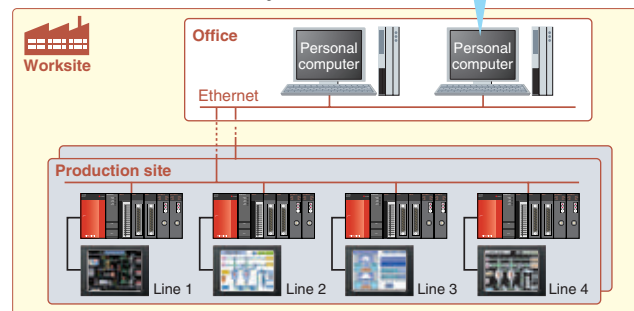 Worksite
Office
Personal
computer
Personal
computer
Ethernet
Production site
Line 1
Line 2
Line 3
Line 4